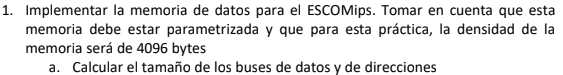 1. Implementar la memoria de datos para el ESCOMips. Tomar en cuenta que esta
memoria debe estar parametrizada y que para esta práctica, la densidad de la
memoria será de 4096 bytes
a. Calcular el tamaño de los buses de datos y de direcciones